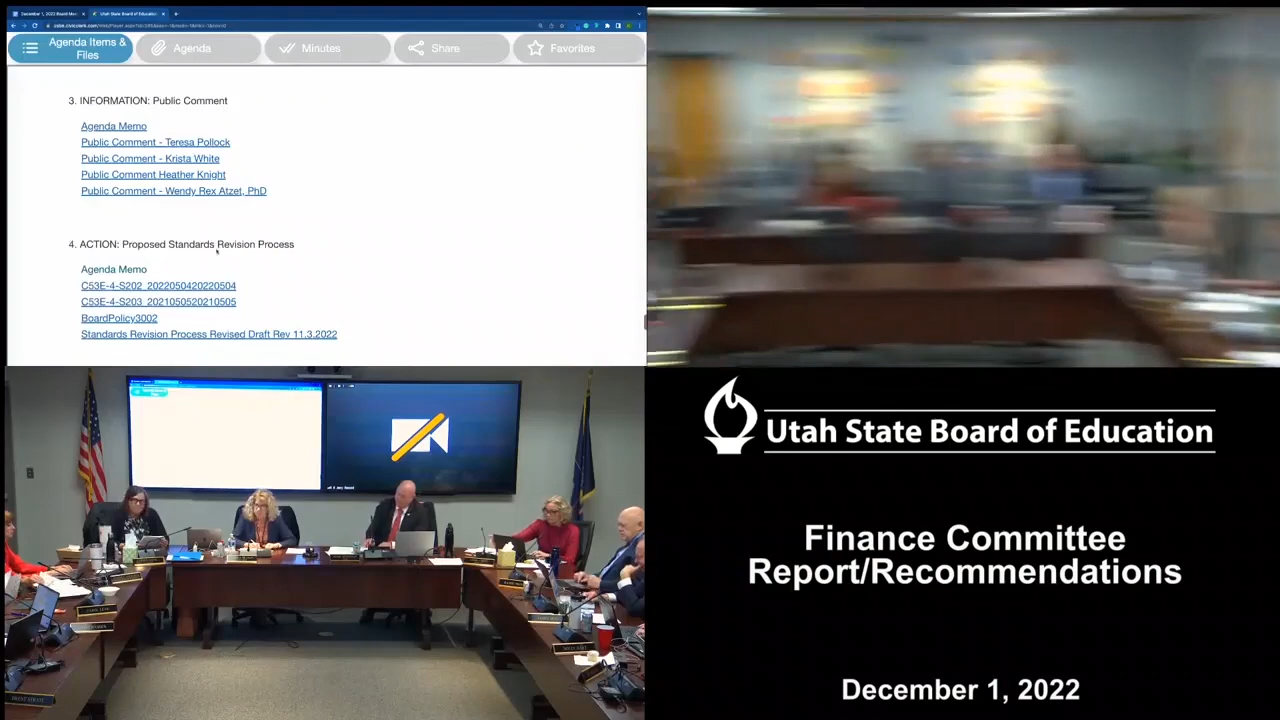 Agenda Items &
Files
Agenda
Minutes
Share
Favorites
3. INFORMATION: Public Comment
Agenda Memo
Public Comment - Teresa Pollock
Public Comment - Krista White
Public Comment Heather Knight
Public Comment - Wendy Rex Atzet, PhD
4. ACTION: Proposed Standards Revision Process
Agenda Memo
C53E-4-S202_2022050420220504
C53E-4-S203_2021050520210505
BoardPolicy3002
Standards Revision Process Revised Draft Rev 11.3.2022
Utah State Board of Education
Finance Committee
Report/Recommendations
December 1, 2022